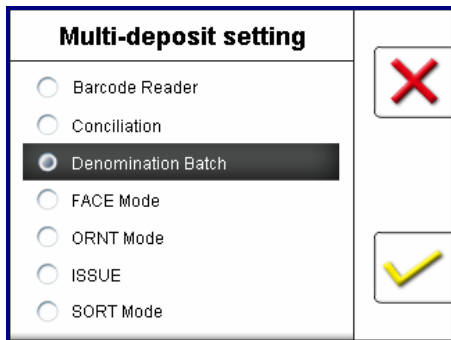 Multi-deposit setting
Barcode Reader
Conciliation
Denomination Batch
FACE Mode
ORNT Mode
ISSUE
SORT Mode